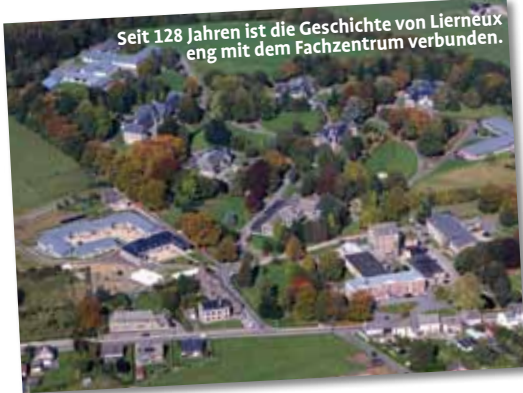 Seit 128 Jahren ist die Geschichte von Lierneux
eng mit dem Fachzentrum verbunden.